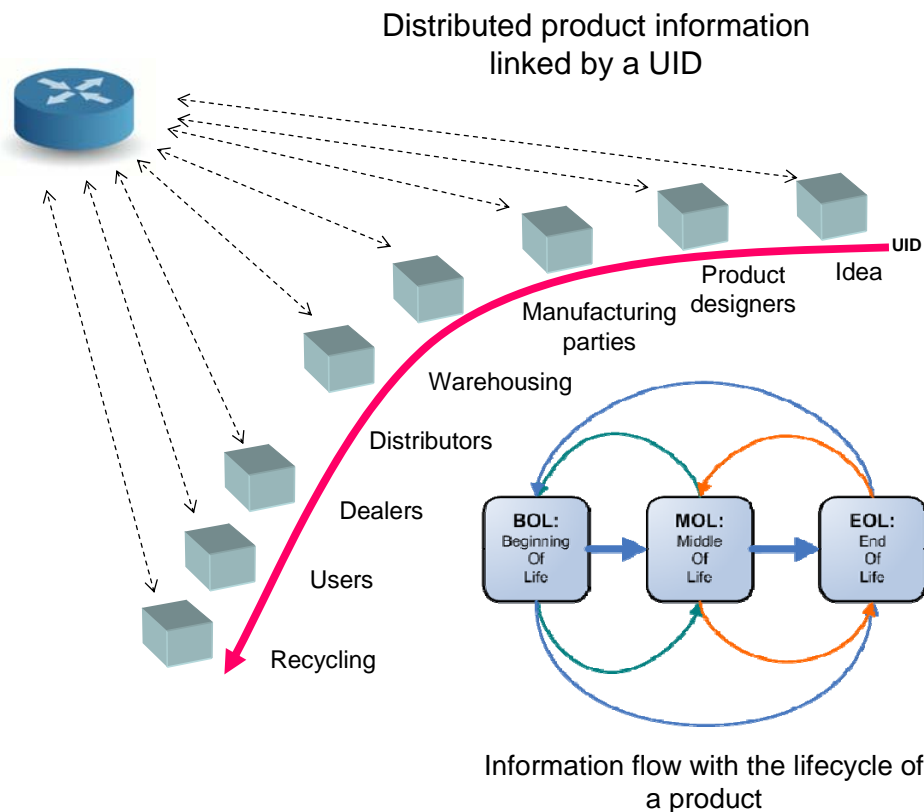 Distributed product information
linked by a UID
UID
Idea
Product
designers
Manufacturing
parties
Warehousing
Distributors
Dealers
Users
Recycling
BOL:
Beginning
Of
Life
MOL:
Middle
Of
Life
EOL:
End
Of
Life
Information flow with the lifecycle of
a product